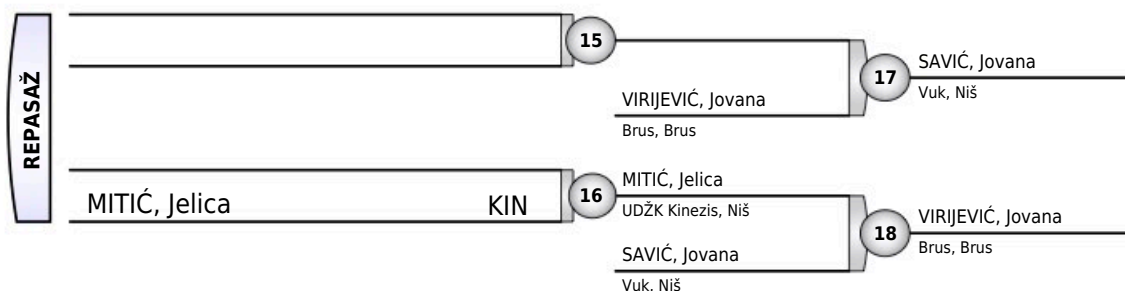 REPASAŽ
15
VIRIJEVIĆ, Jovana
Brus, Brus
17
SAVIĆ, Jovana
Vuk, Niš
MITIĆ, Jelica KIN
16
MITIĆ, Jelica
UDŽK Kinezis, Niš
SAVIĆ, Jovana
Vuk, Niš
18
VIRIJEVIĆ, Jovana
Brus, Brus